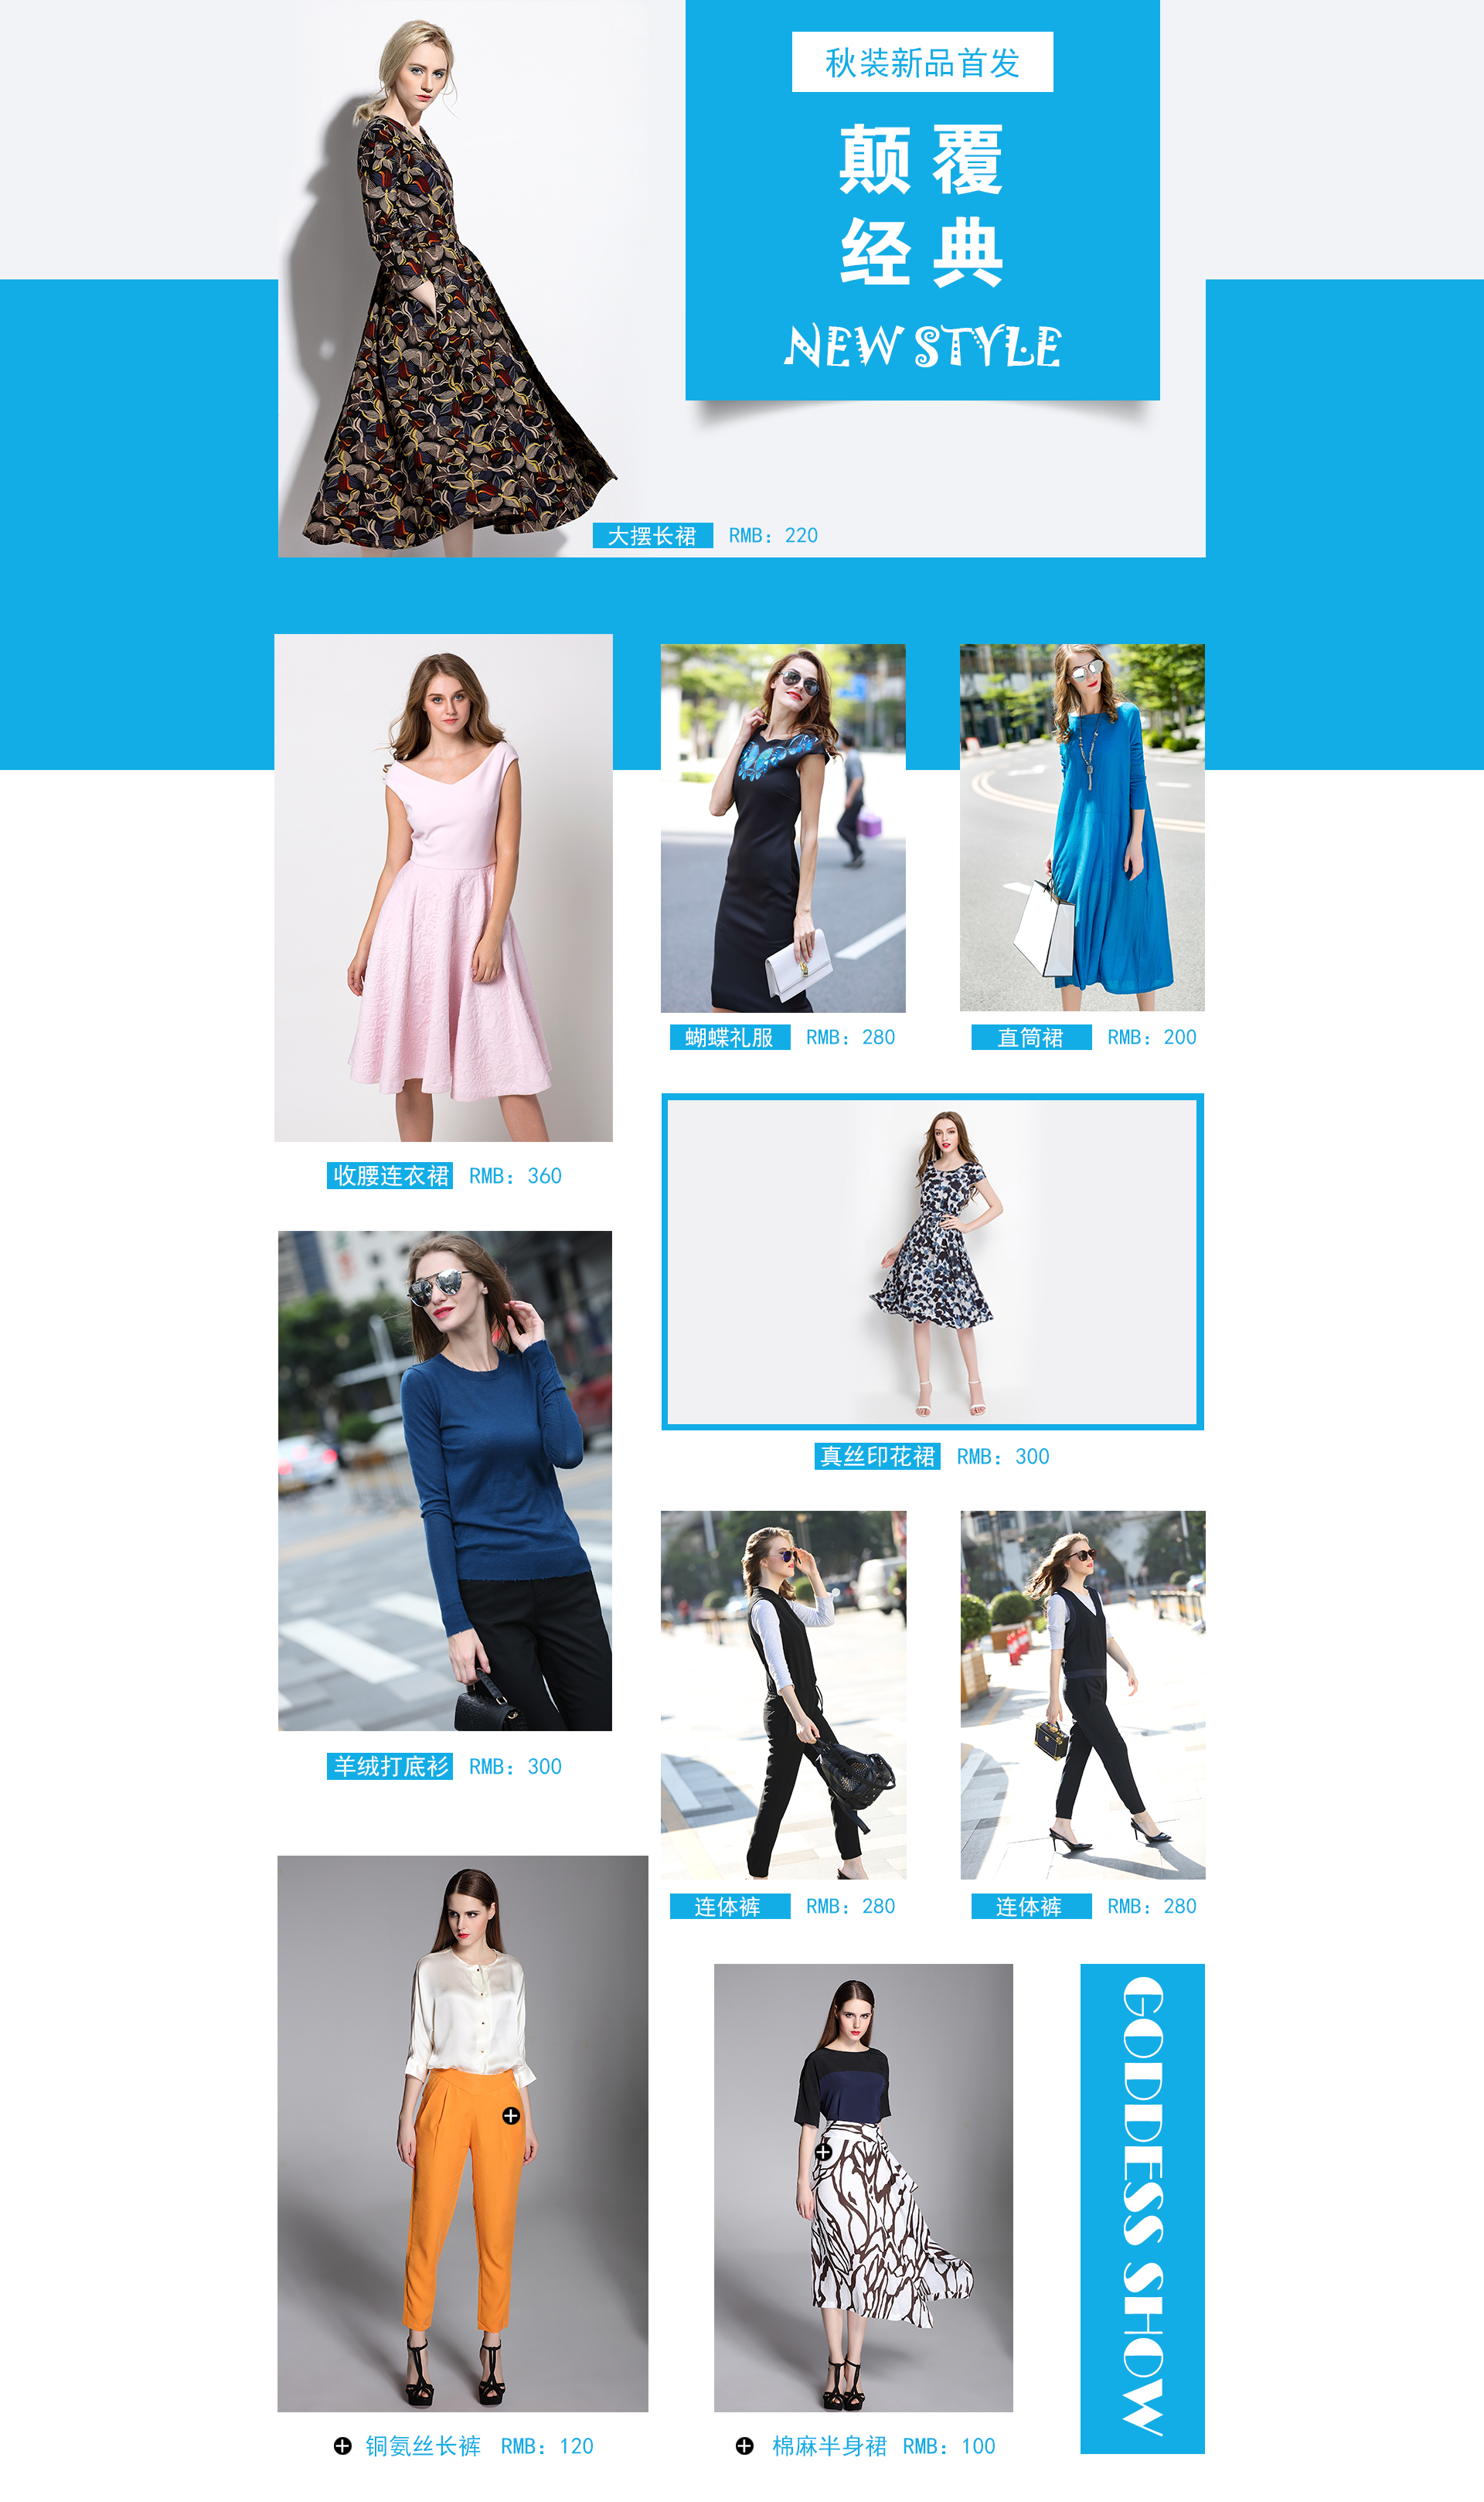 秋装新品首发
颠覆
经典
NEW STYLE
大摆长裙 RMB：220
蝴蝶礼服 RMB：280
直筒裙 RMB：200
收腰连衣裙 RMB：360
真丝印花裙 RMB：300
羊绒打底衫 RMB：300
连体裤 RMB：280
连体裤 RMB：280
GODDESS SHOW
铜氨丝长裤 RMB：120
棉麻半身裙 RMB：100